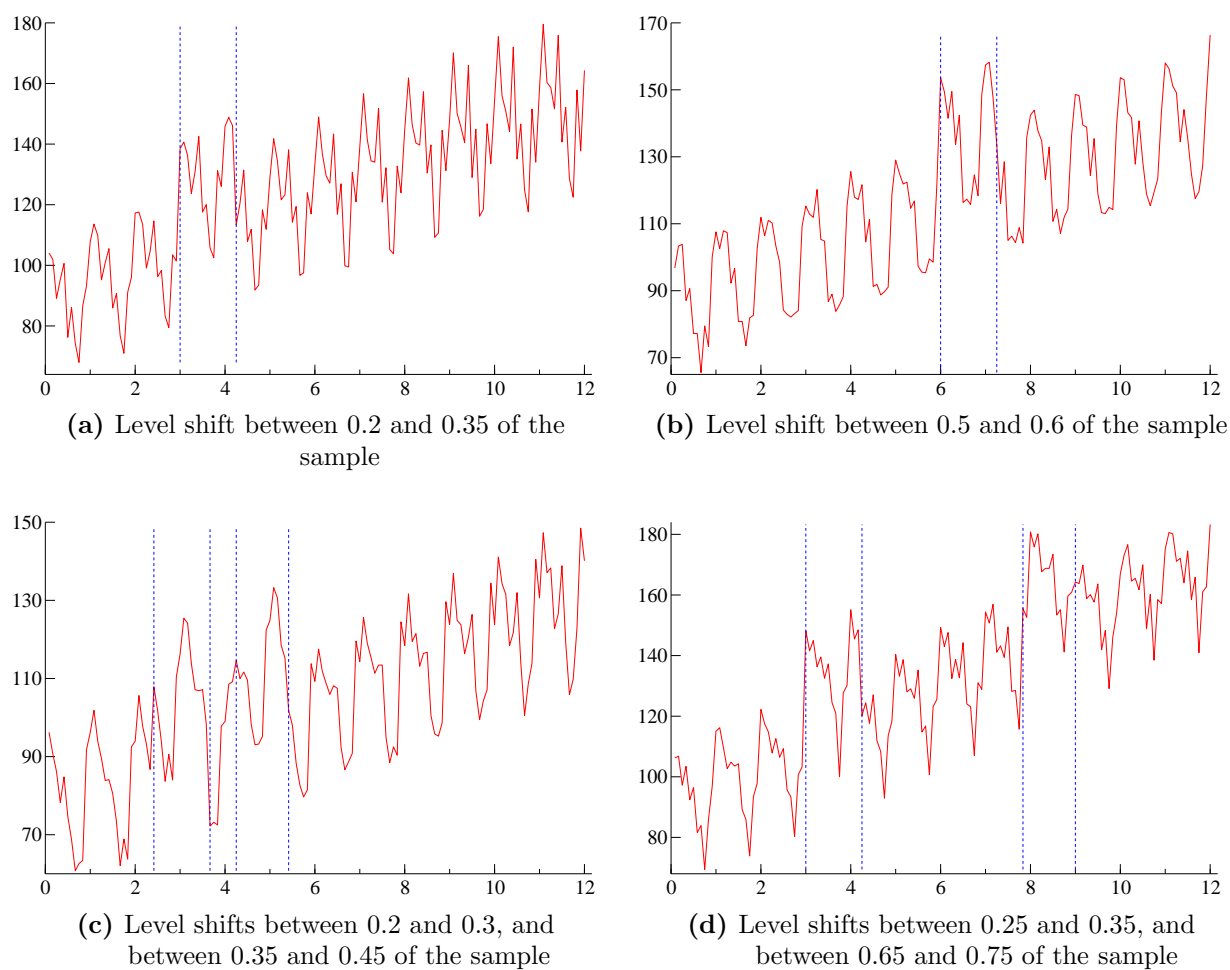 180
160
140
120
100
80
0 2 4 6 8 10 12
(a) Level shift between 0.2 and 0.35 of the
sample
170
150
130
110
90
70
0 2 4 6 8 10 12
(b) Level shift between 0.5 and 0.6 of the sample
150
130
110
90
70
0 2 4 6 8 10 12
(c) Level shifts between 0.2 and 0.3, and
between 0.35 and 0.45 of the sample
180
160
140
120
100
80
0 2 4 6 8 10 12
(d) Level shifts between 0.25 and 0.35, and
between 0.65 and 0.75 of the sample